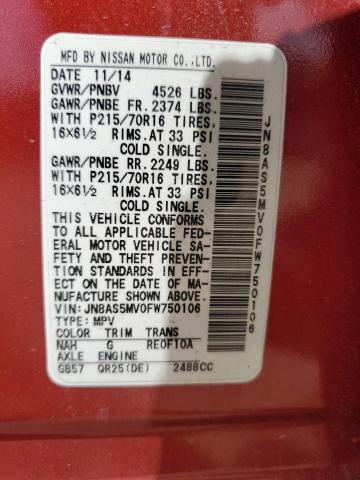 MFD BY NISSAN MOTOR CO.,LTD.
DATE 11/14
GVWR/PNBV 4526 LBS.
GAWR/PNBE FR. 2374 LBS.
WITH P215/70R16 TIRES,
16X6½ RIMS.AT 33 PSI
COLD SINGLE.
GAWR/PNBE RR. 2249 LBS.
WITH P215/70R16 TIRES,
16X6½ RIMS.AT 33 PSI
COLD SINGLE.
THIS VEHICLE CONFORMS
TO ALL APPLICABLE FED-
ERAL MOTOR VEHICLE SA-
FETY AND THEFT PREVEN-
TION STANDARDS IN EFF-
ECT ON THE DATE OF MA-
NUFACTURE SHOWN ABOVE.
VIN:JN8AS5MV0FW750106
TYPE: MPV
COLOR TRIM TRANS
NAH G RE0F10A
AXLE ENGINE
GB57 QR25(DE) 2488CC
JN8AS5MV0FW750106